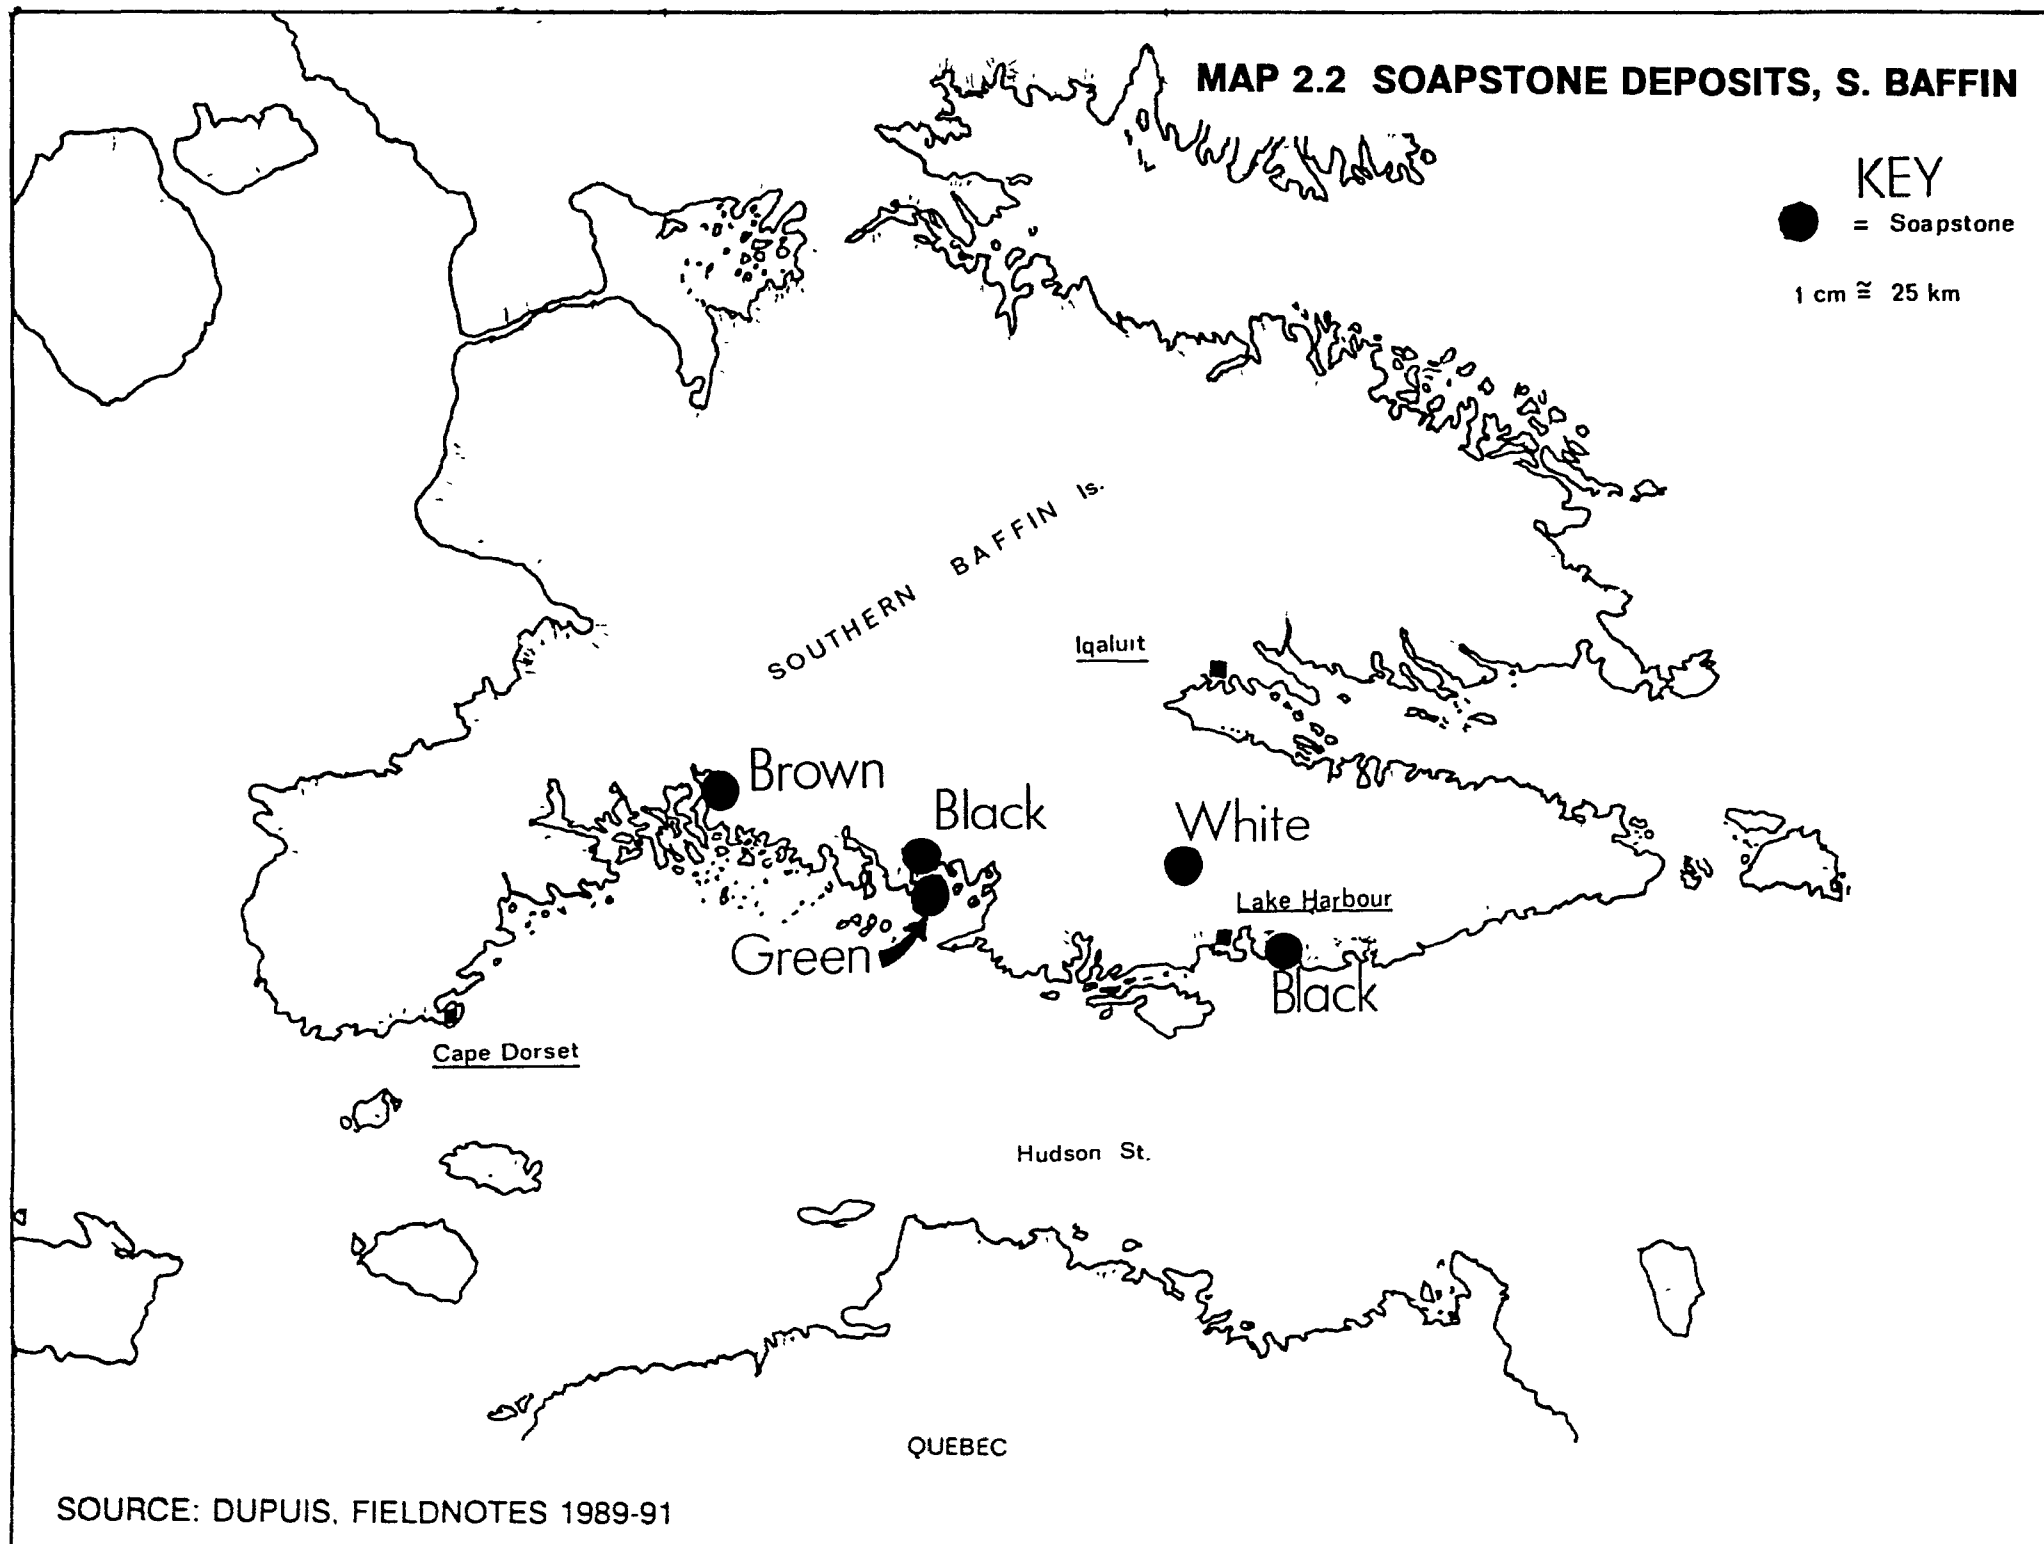 MAP 2.2 SOAPSTONE DEPOSITS, S. BAFFIN
KEY
= Soapstone
1 cm ≅ 25 km
SOUTHERN BAFFIN Is.
Iqaluit
Brown
Black
White
Lake Harbour
Green
Black
Cape Dorset
Hudson St.
QUEBEC
SOURCE: DUPUIS, FIELDNOTES 1989-91